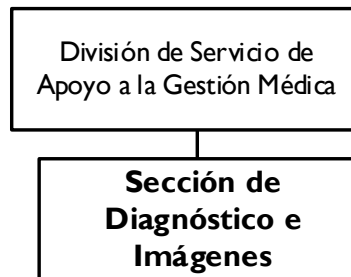 División de Servicio de
Apoyo a la Gestión Médica
Sección de
Diagnóstico e
Imágenes